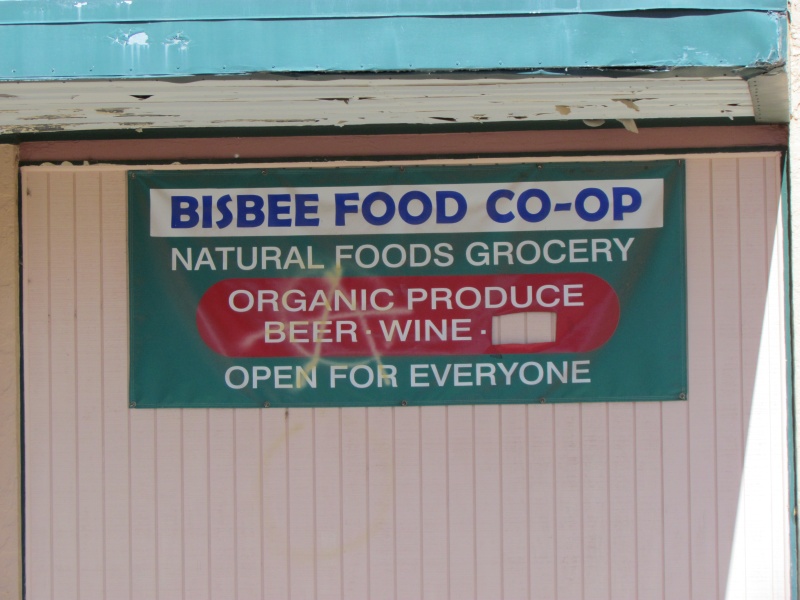 BISBEE FOOD CO-OP
NATURAL FOODS GROCERY
ORGANIC PRODUCE
BEER · WINE ·
OPEN FOR EVERYONE